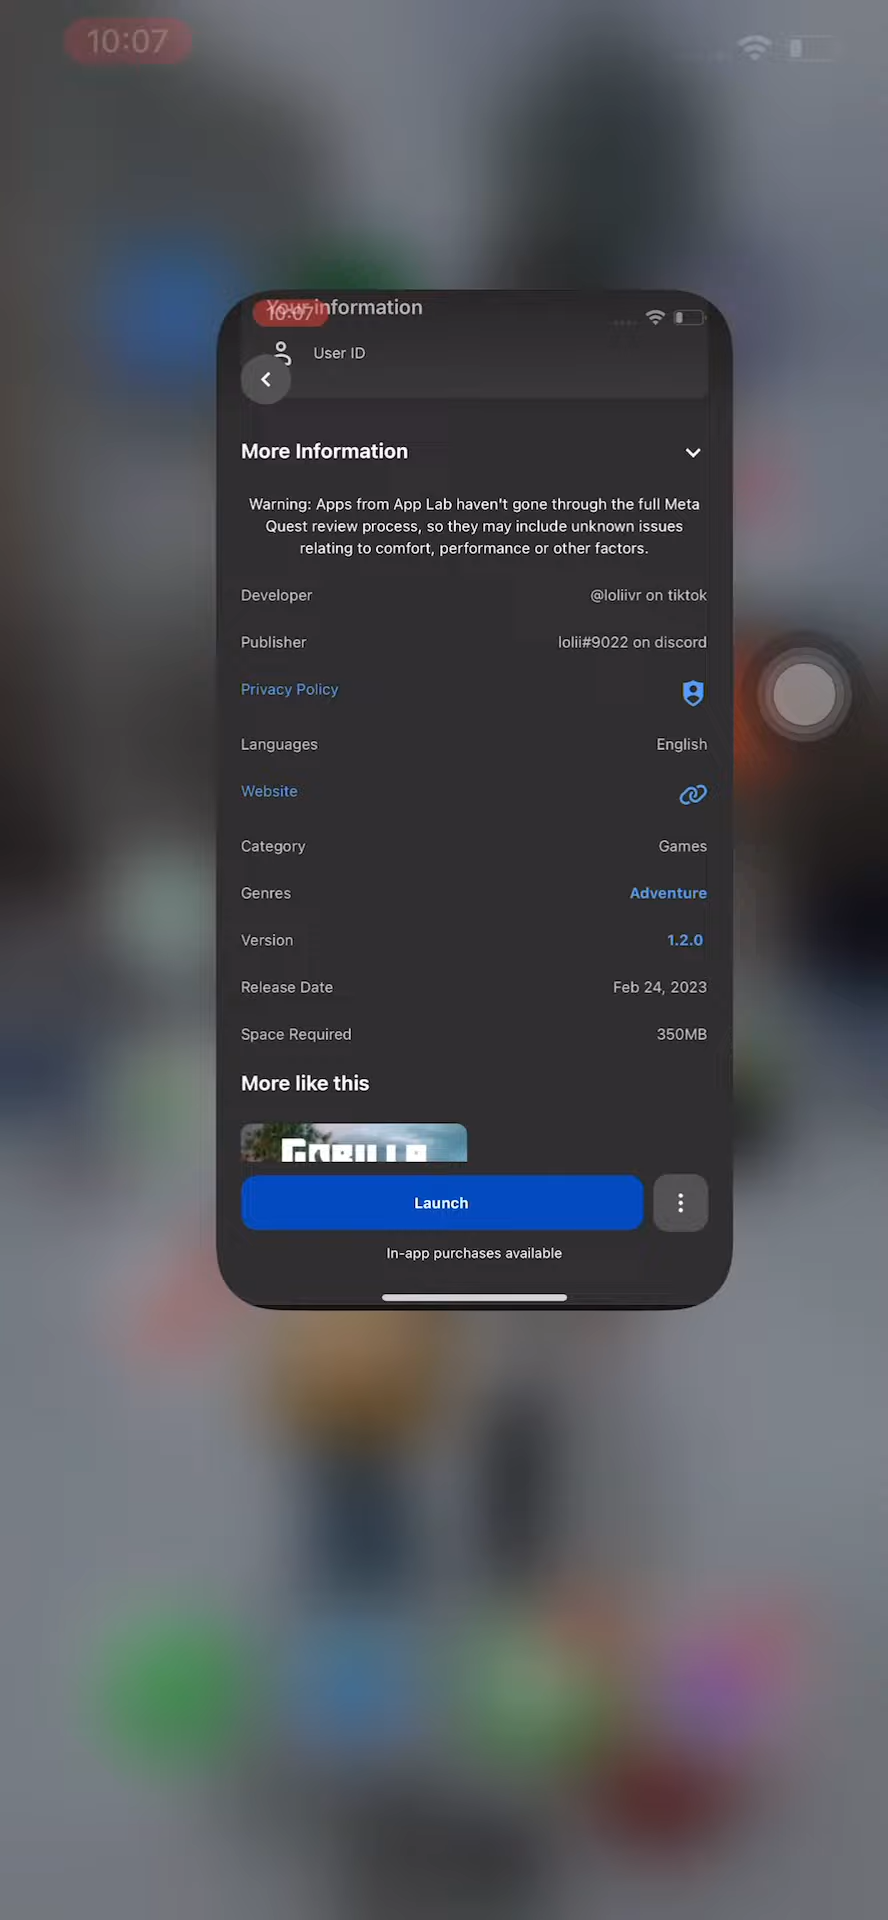 10:07
Your information
10:07
User ID
More Information
Warning: Apps from App Lab haven't gone through the full Meta
Quest review process, so they may include unknown issues
relating to comfort, performance or other factors.
Developer @loliivr on tiktok
Publisher lolii#9022 on discord
Privacy Policy
Languages English
Website
Category Games
Genres Adventure
Version 1.2.0
Release Date Feb 24, 2023
Space Required 350MB
More like this
Launch
In-app purchases available